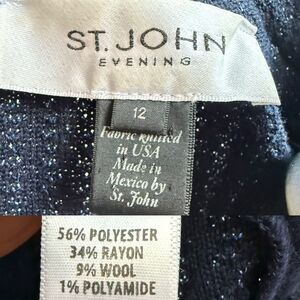 ST. JOHN
EVENING
12
Fabric knitted
in USA
Made in
Mexico by
St. John
56% POLYESTER
34% RAYON
9% WOOL
1% POLYAMIDE